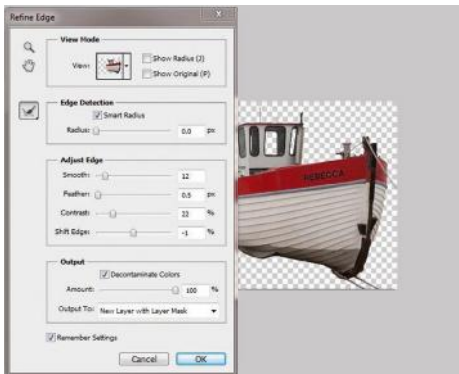 Refine Edge
View Mode
View:
Show Radius (J)
Show Original (P)
Edge Detection
Smart Radius
Radius: 0,0 px
Adjust Edge
Smooth: 12
Feather: 0,5 px
Contrast: 22 %
Shift Edge: -1 %
Output
Decontaminate Colors
Amount: 100 %
Output To: New Layer with Layer Mask
Remember Settings
Cancel OK
REBECCA